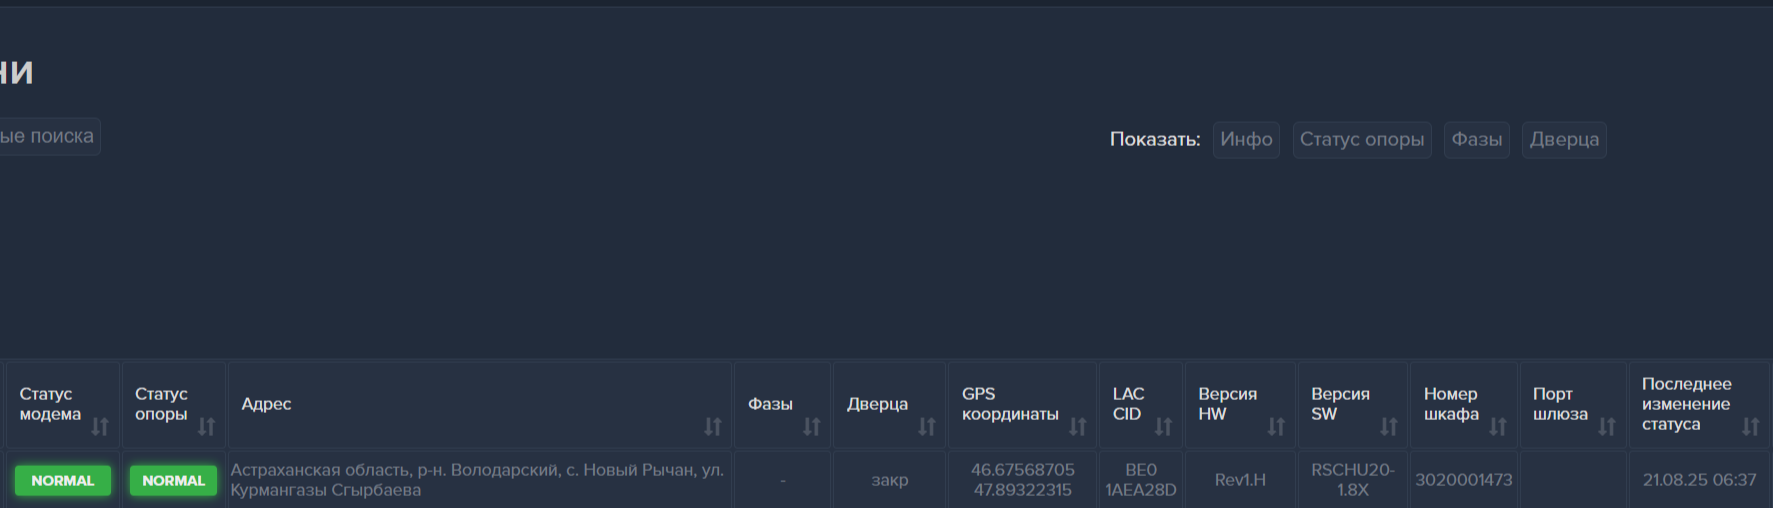 ни
ые поиска
Показать: Инфо Статус опоры Фазы Дверца
Статус
модема
Статус
опоры
Адрес
Фазы
Дверца
GPS
координаты
LAC
CID
Версия
HW
Версия
SW
Номер
шкафа
Порт
шлюза
Последнее
изменение
статуса
NORMAL
NORMAL
Астраханская область, р-н. Володарский, с. Новый Рычан, ул.
Курмангазы Сгырбаева
-
закр
46.67568705
47.89322315
BE0
1AEA28D
Rev1.H
RSCHU20-
1.8X
3020001473
21.08.25 06:37